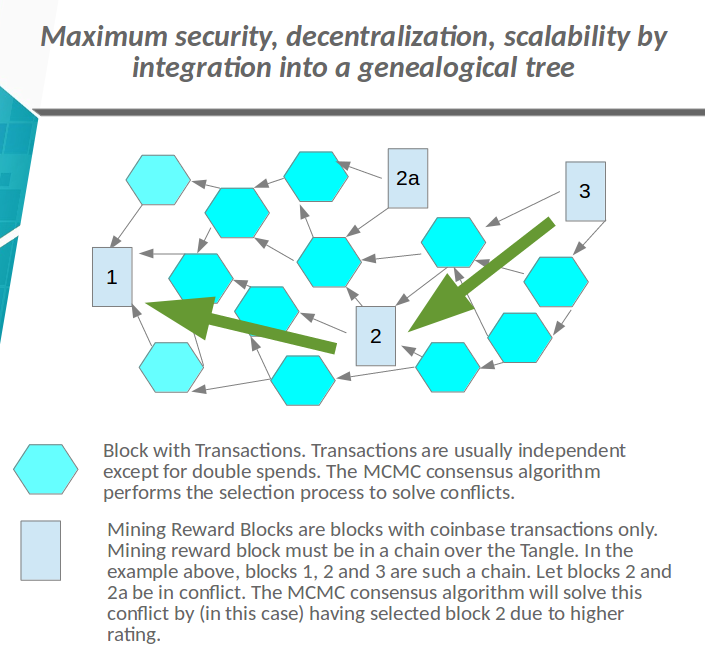 Maximum security, decentralization, scalability by
integration into a genealogical tree
2a
3
1
2
Block with Transactions. Transactions are usually independent
except for double spends. The MCMC consensus algorithm
performs the selection process to solve conflicts.
Mining Reward Blocks are blocks with coinbase transactions only.
Mining reward block must be in a chain over the Tangle. In the
example above, blocks 1, 2 and 3 are such a chain. Let blocks 2 and
2a be in conflict. The MCMC consensus algorithm will solve this
conflict by (in this case) having selected block 2 due to higher
rating.